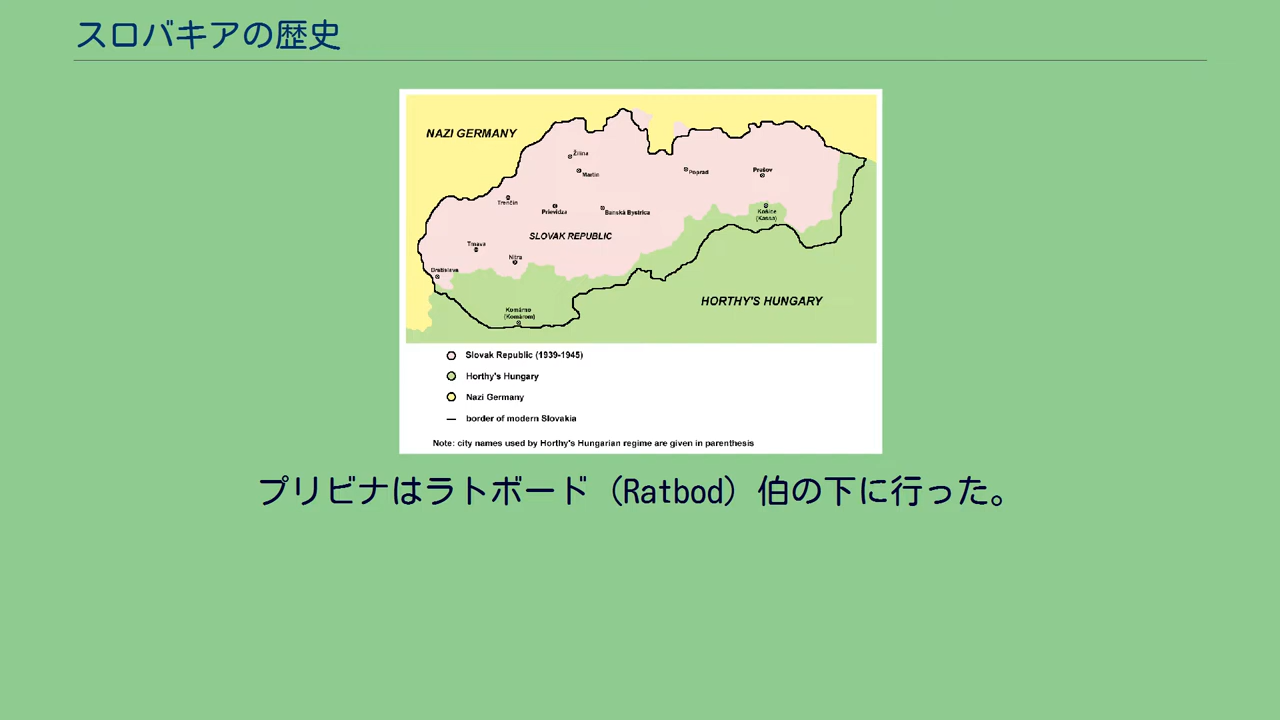 スロバキアの歴史
NAZI GERMANY
Žilina
Martin
Poprad
Prešov
Trenčín
Prievidza
Banská Bystrica
Košice
(Kassa)
SLOVAK REPUBLIC
Trnava
Nitra
Bratislava
HORTHY'S HUNGARY
Komárno
(Komárom)
Slovak Republic (1939-1945)
Horthy's Hungary
Nazi Germany
border of modern Slovakia
Note: city names used by Horthy's Hungarian regime are given in parenthesis
プリビナはラトボード（Ratbod）伯の下に行った。